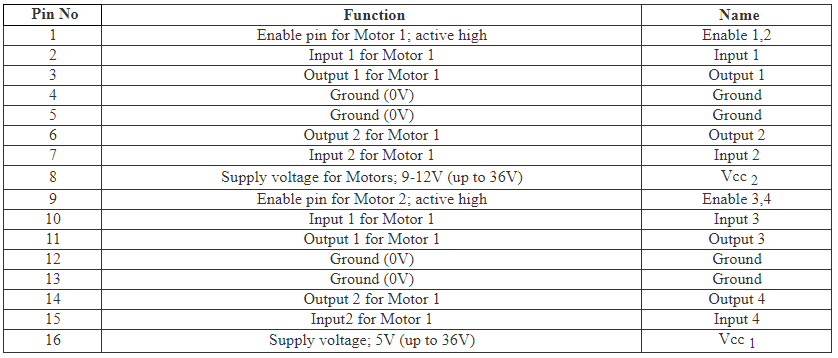 Pin No Function Name
1 Enable pin for Motor 1; active high Enable 1,2
2 Input 1 for Motor 1 Input 1
3 Output 1 for Motor 1 Output 1
4 Ground (0V) Ground
5 Ground (0V) Ground
6 Output 2 for Motor 1 Output 2
7 Input 2 for Motor 1 Input 2
8 Supply voltage for Motors; 9-12V (up to 36V) Vcc 2
9 Enable pin for Motor 2; active high Enable 3,4
10 Input 1 for Motor 1 Input 3
11 Output 1 for Motor 1 Output 3
12 Ground (0V) Ground
13 Ground (0V) Ground
14 Output 2 for Motor 1 Output 4
15 Input2 for Motor 1 Input 4
16 Supply voltage; 5V (up to 36V) Vcc 1